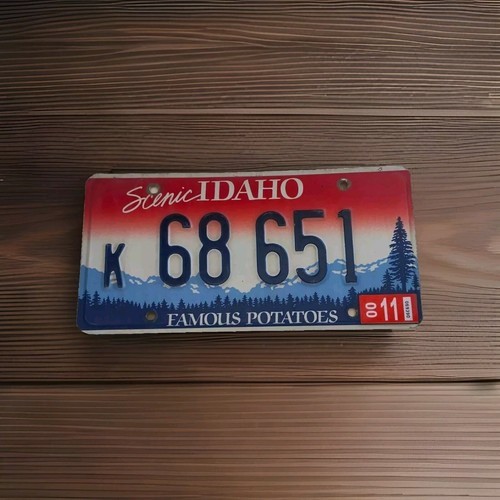 Scenic IDAHO
K 68 651
00 11
FAMOUS POTATOES